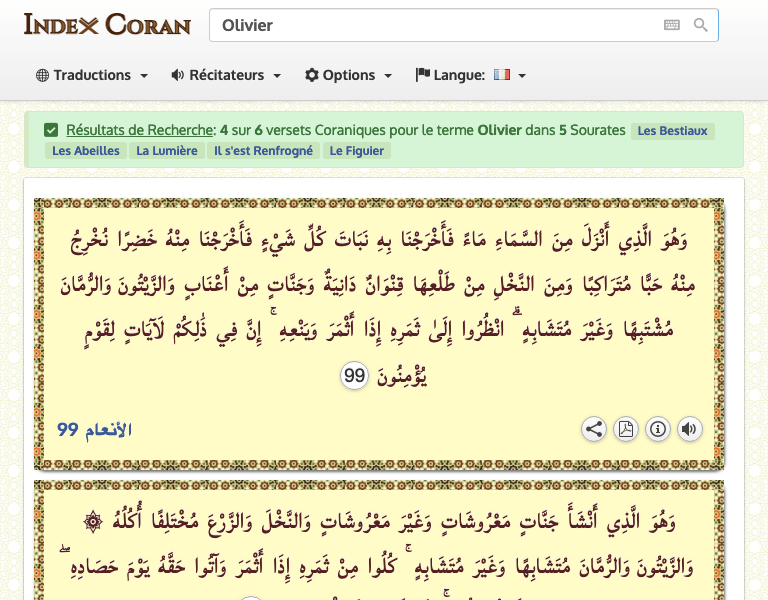 INDEX CORAN
Olivier
Traductions Récitateurs Options Langue:
Résultats de Recherche: 4 sur 6 versets Coraniques pour le terme Olivier dans 5 Sourates Les Bestiaux
Les Abeilles La Lumière Il s'est Renfrogné Le Figuier
وَهُوَ الَّذِي أَنْزَلَ مِنَ السَّمَاءِ مَاءً فَأَخْرَجْنَا بِهِ نَبَاتَ كُلِّ شَيْءٍ فَأَخْرَجْنَا مِنْهُ خَضِرًا نُخْرِجُ
مِنْهُ حَبًّا مُتَرَاكِبًا وَمِنَ النَّخْلِ مِنْ طَلْعِهَا قِنْوَانٌ دَانِيَةٌ وَجَنَّاتٍ مِنْ أَعْنَابٍ وَالزَّيْتُونَ وَالرُّمَّانَ
مُشْتَبِهًا وَغَيْرَ مُتَشَابِهٍ ۗ انْظُرُوا إِلَىٰ ثَمَرِهِ إِذَا أَثْمَرَ وَيَنْعِهِ ۚ إِنَّ فِي ذَٰلِكُمْ لَآيَاتٍ لِقَوْمٍ
يُؤْمِنُونَ 99
الأنعام 99
وَهُوَ الَّذِي أَنْشَأَ جَنَّاتٍ مَعْرُوشَاتٍ وَغَيْرَ مَعْرُوشَاتٍ وَالنَّخْلَ وَالزَّرْعَ مُخْتَلِفًا أُكُلُهُ ۞
وَالزَّيْتُونَ وَالرُّمَّانَ مُتَشَابِهًا وَغَيْرَ مُتَشَابِهٍ ۚ كُلُوا مِنْ ثَمَرِهِ إِذَا أَثْمَرَ وَآتُوا حَقَّهُ يَوْمَ حَصَادِهِ ۖ